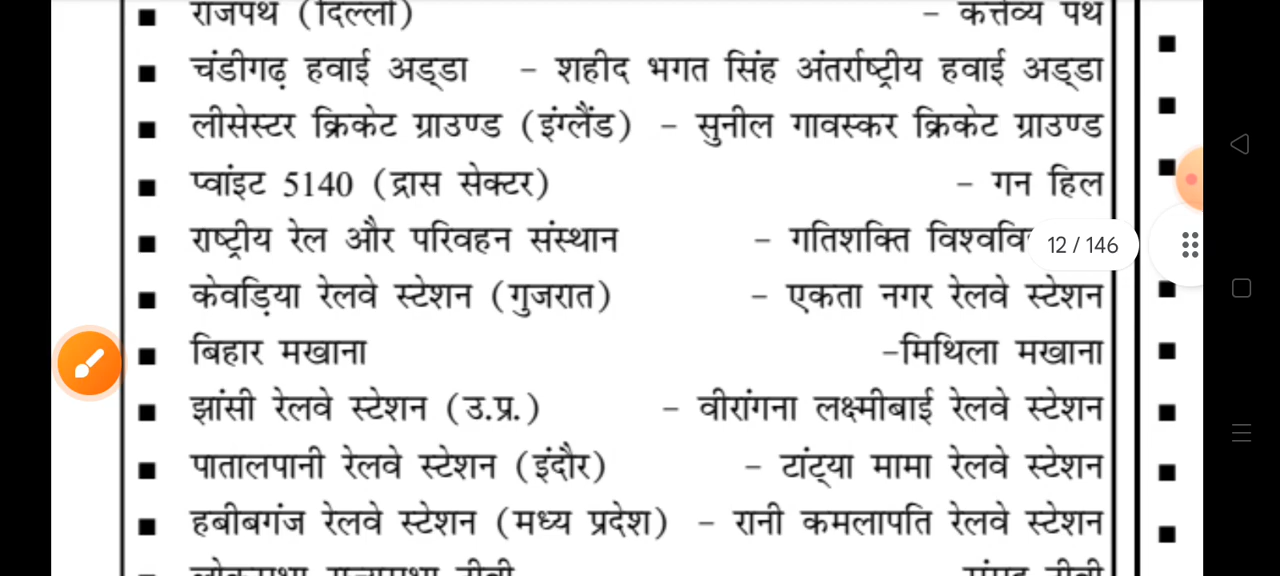 राजपथ (दिल्ली) - कर्त्तव्य पथ
चंडीगढ़ हवाई अड्डा - शहीद भगत सिंह अंतर्राष्ट्रीय हवाई अड्डा
लीसेस्टर क्रिकेट ग्राउण्ड (इंग्लैंड) - सुनील गावस्कर क्रिकेट ग्राउण्ड
प्वांइट 5140 (द्रास सेक्टर) - गन हिल
राष्ट्रीय रेल और परिवहन संस्थान - गतिशक्ति
12 / 146
केवड़िया रेलवे स्टेशन (गुजरात) - एकता नगर रेलवे स्टेशन
बिहार मखाना -मिथिला मखाना
झांसी रेलवे स्टेशन (उ.प्र.) - वीरांगना लक्ष्मीबाई रेलवे स्टेशन
पातालपानी रेलवे स्टेशन (इंदौर) - टांट्या मामा रेलवे स्टेशन
हबीबगंज रेलवे स्टेशन (मध्य प्रदेश) - रानी कमलापति रेलवे स्टेशन